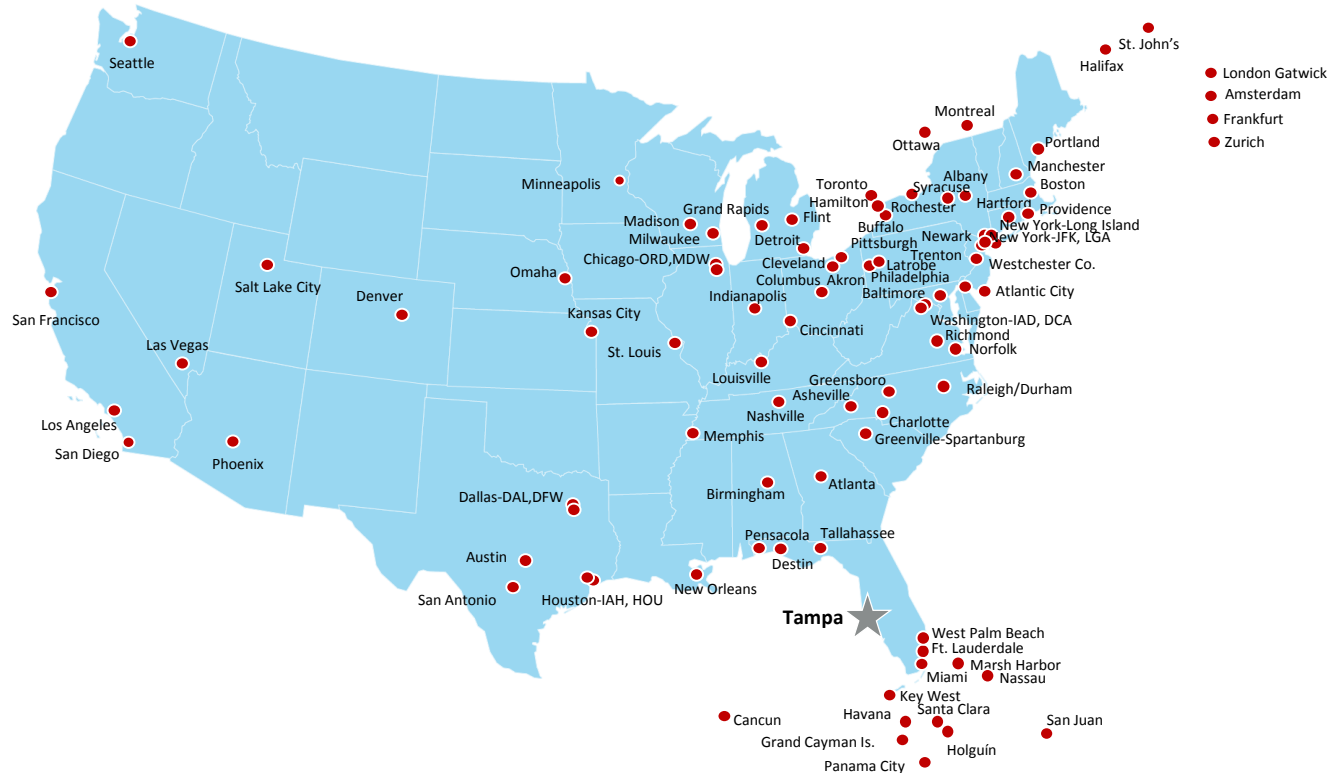 St. John's
Halifax
Seattle
London Gatwick
Amsterdam
Frankfurt
Zurich
Montreal
Ottawa
Portland
Manchester
Albany
Boston
Minneapolis
Toronto
Syracuse
Hamilton
Hartford
Rochester
Providence
Grand Rapids
Flint
Madison
Buffalo
New York-Long Island
Milwaukee
Detroit
Pittsburgh
Newark
New York-JFK, LGA
Chicago-ORD,MDW
Cleveland
Latrobe
Trenton
Westchester Co.
Omaha
Columbus
Akron
Philadelphia
Salt Lake City
Denver
Indianapolis
Baltimore
Atlantic City
San Francisco
Kansas City
Cincinnati
Washington-IAD, DCA
Richmond
Las Vegas
St. Louis
Norfolk
Louisville
Greensboro
Raleigh/Durham
Asheville
Nashville
Los Angeles
Charlotte
Memphis
Greenville-Spartanburg
San Diego
Phoenix
Birmingham
Atlanta
Dallas-DAL,DFW
Pensacola
Tallahassee
Austin
Destin
San Antonio
Houston-IAH, HOU
New Orleans
Tampa
West Palm Beach
Ft. Lauderdale
Marsh Harbor
Miami
Nassau
Key West
Havana
Santa Clara
Cancun
San Juan
Grand Cayman Is.
Holguín
Panama City